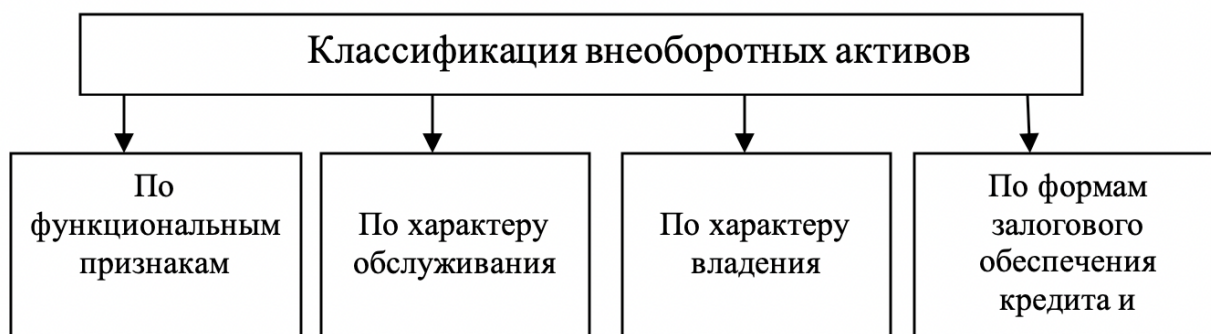 Классификация внеоборотных активов
По
функциональным
признакам
По характеру
обслуживания
По характеру
владения
По формам
залогового
обеспечения
кредита и